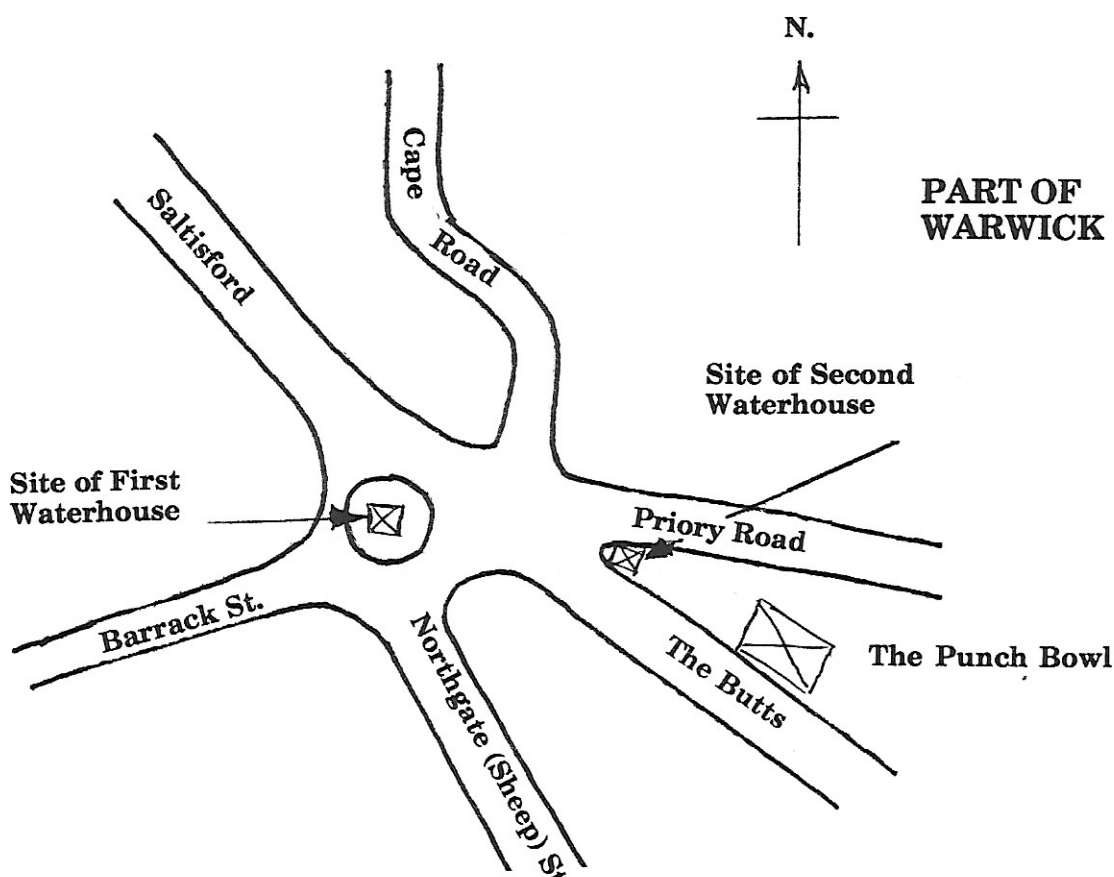 N.
PART OF
WARWICK
Cape
Road
Saltisford
Site of Second
Waterhouse
Site of First
Waterhouse
Priory Road
Barrack St.
Northgate (Sheep) St
The Butts
The Punch Bowl